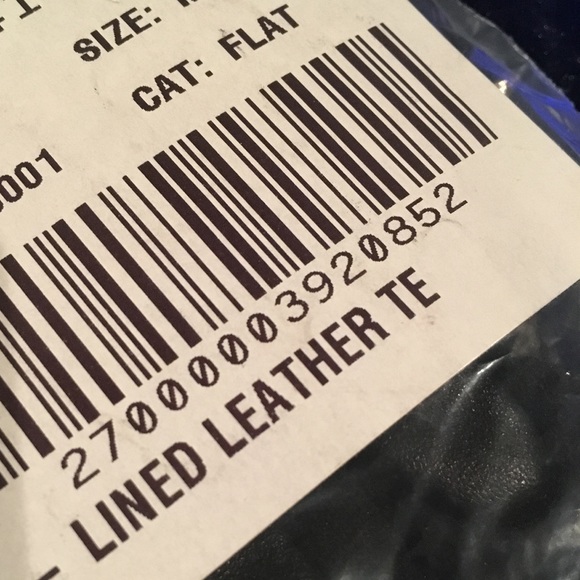 SIZE:
CAT: FLAT
001
27000003920852
LINED LEATHER TE